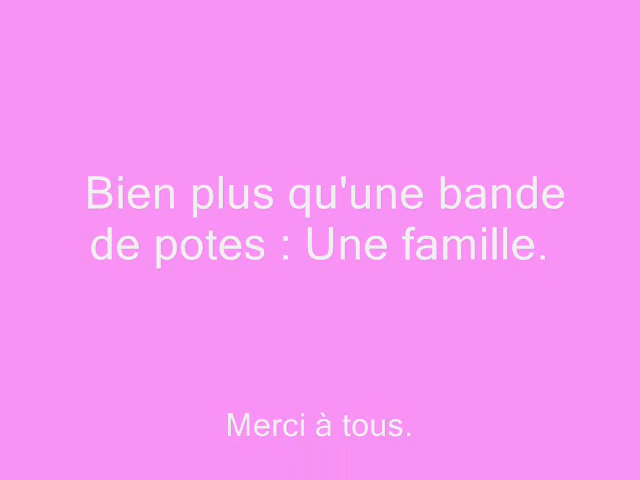 Bien plus qu'une bande
de potes : Une famille.
Merci à tous.